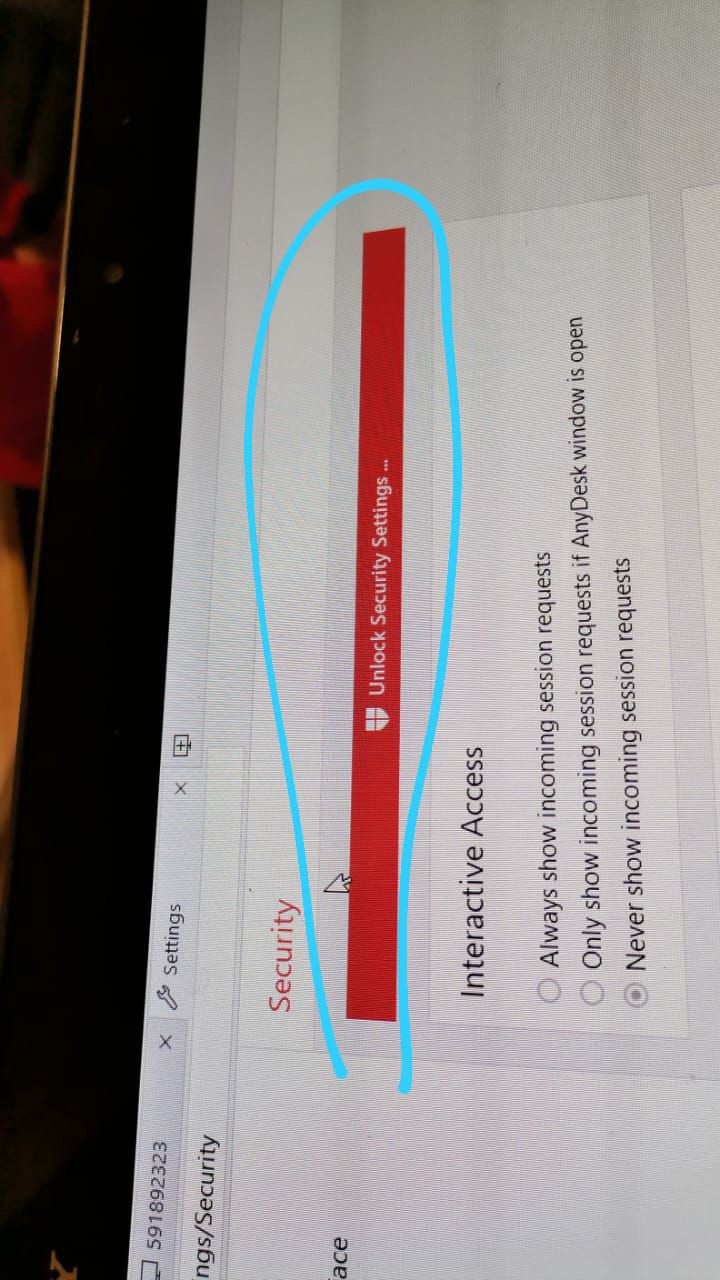 591892323
Settings
ngs/Security
ace
Security
Unlock Security Settings ...
Interactive Access
Always show incoming session requests
Only show incoming session requests if AnyDesk window is open
Never show incoming session requests